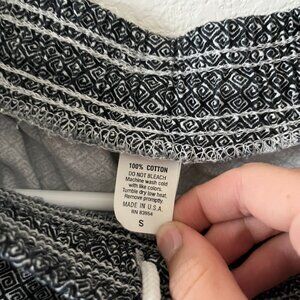 100% COTTON
DO NOT BLEACH
Machine wash cold
with like colors.
Tumble dry low heat.
Remove promptly.
MADE IN U.S.A.
RN 83954
S